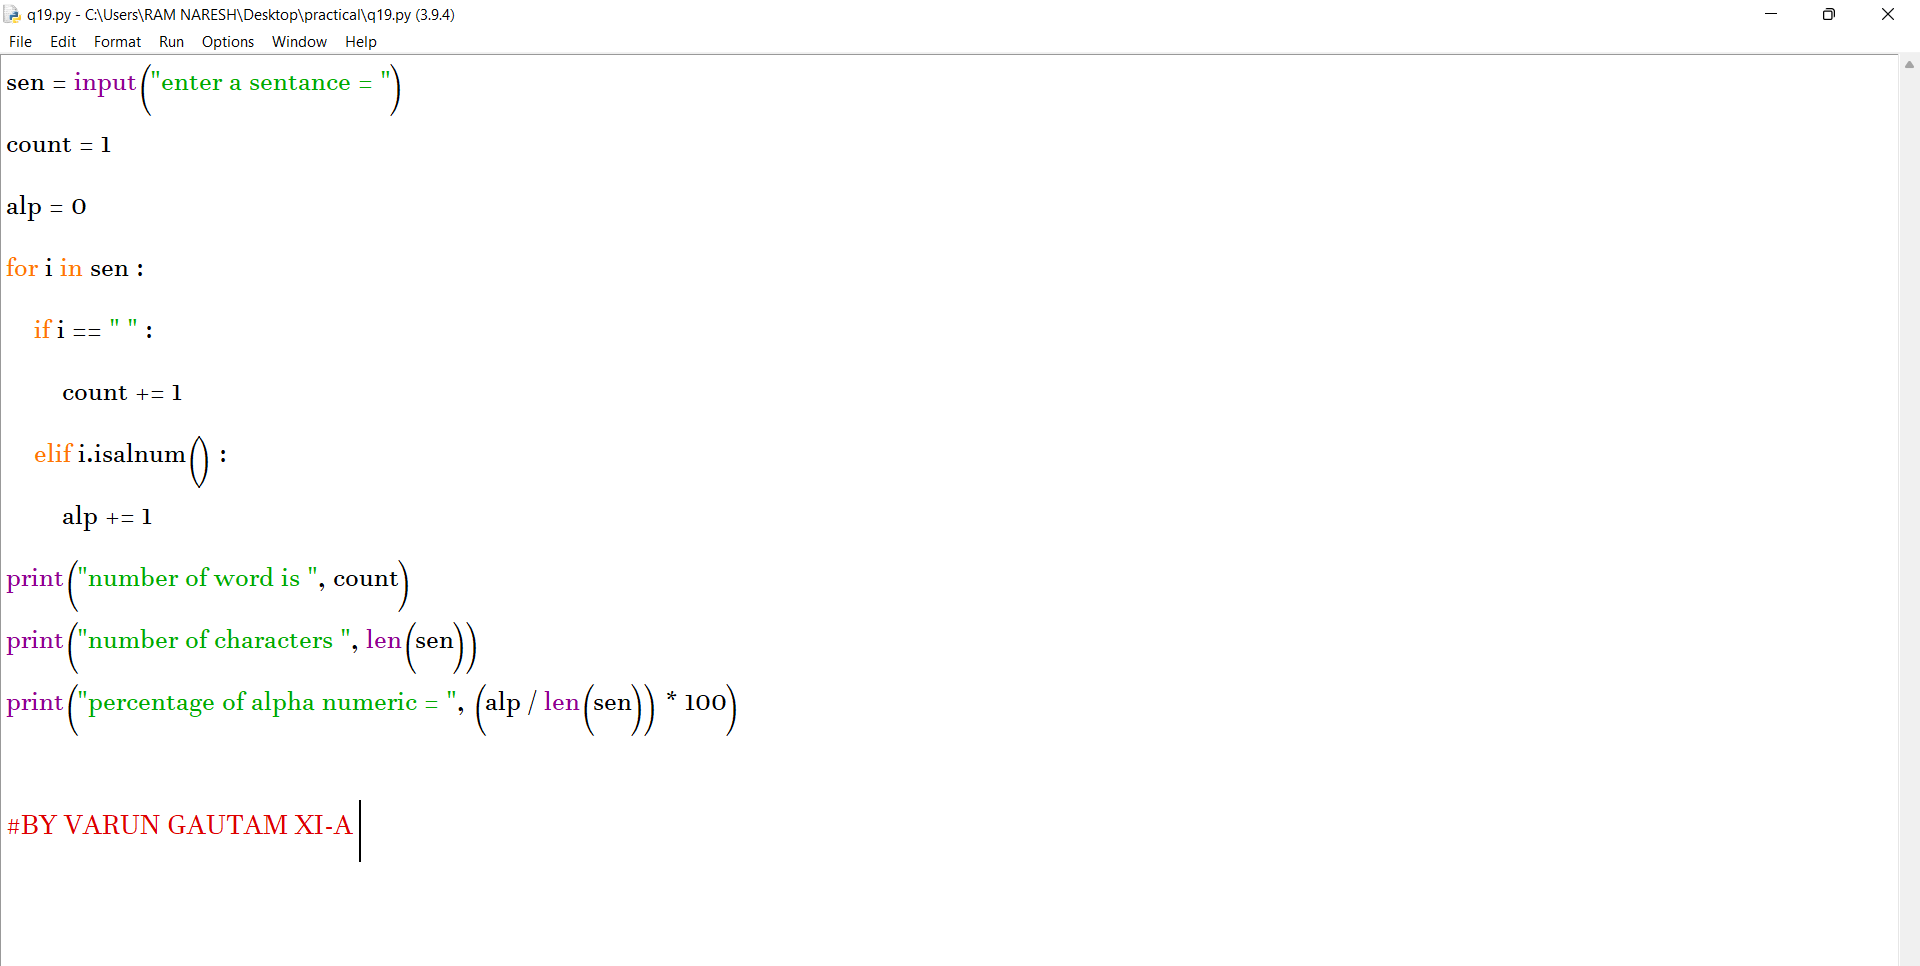 q19.py - C:\Users\RAM NARESH\Desktop\practical\q19.py (3.9.4)
File Edit Format Run Options Window Help
sen = input("enter a sentance = ")
count = 1
alp = 0
for i in sen :
if i == " " :
count += 1
elif i.isalnum() :
alp += 1
print("number of word is ", count)
print("number of characters ", len(sen))
print("percentage of alpha numeric = ", (alp / len(sen)) * 100)
#BY VARUN GAUTAM XI-A